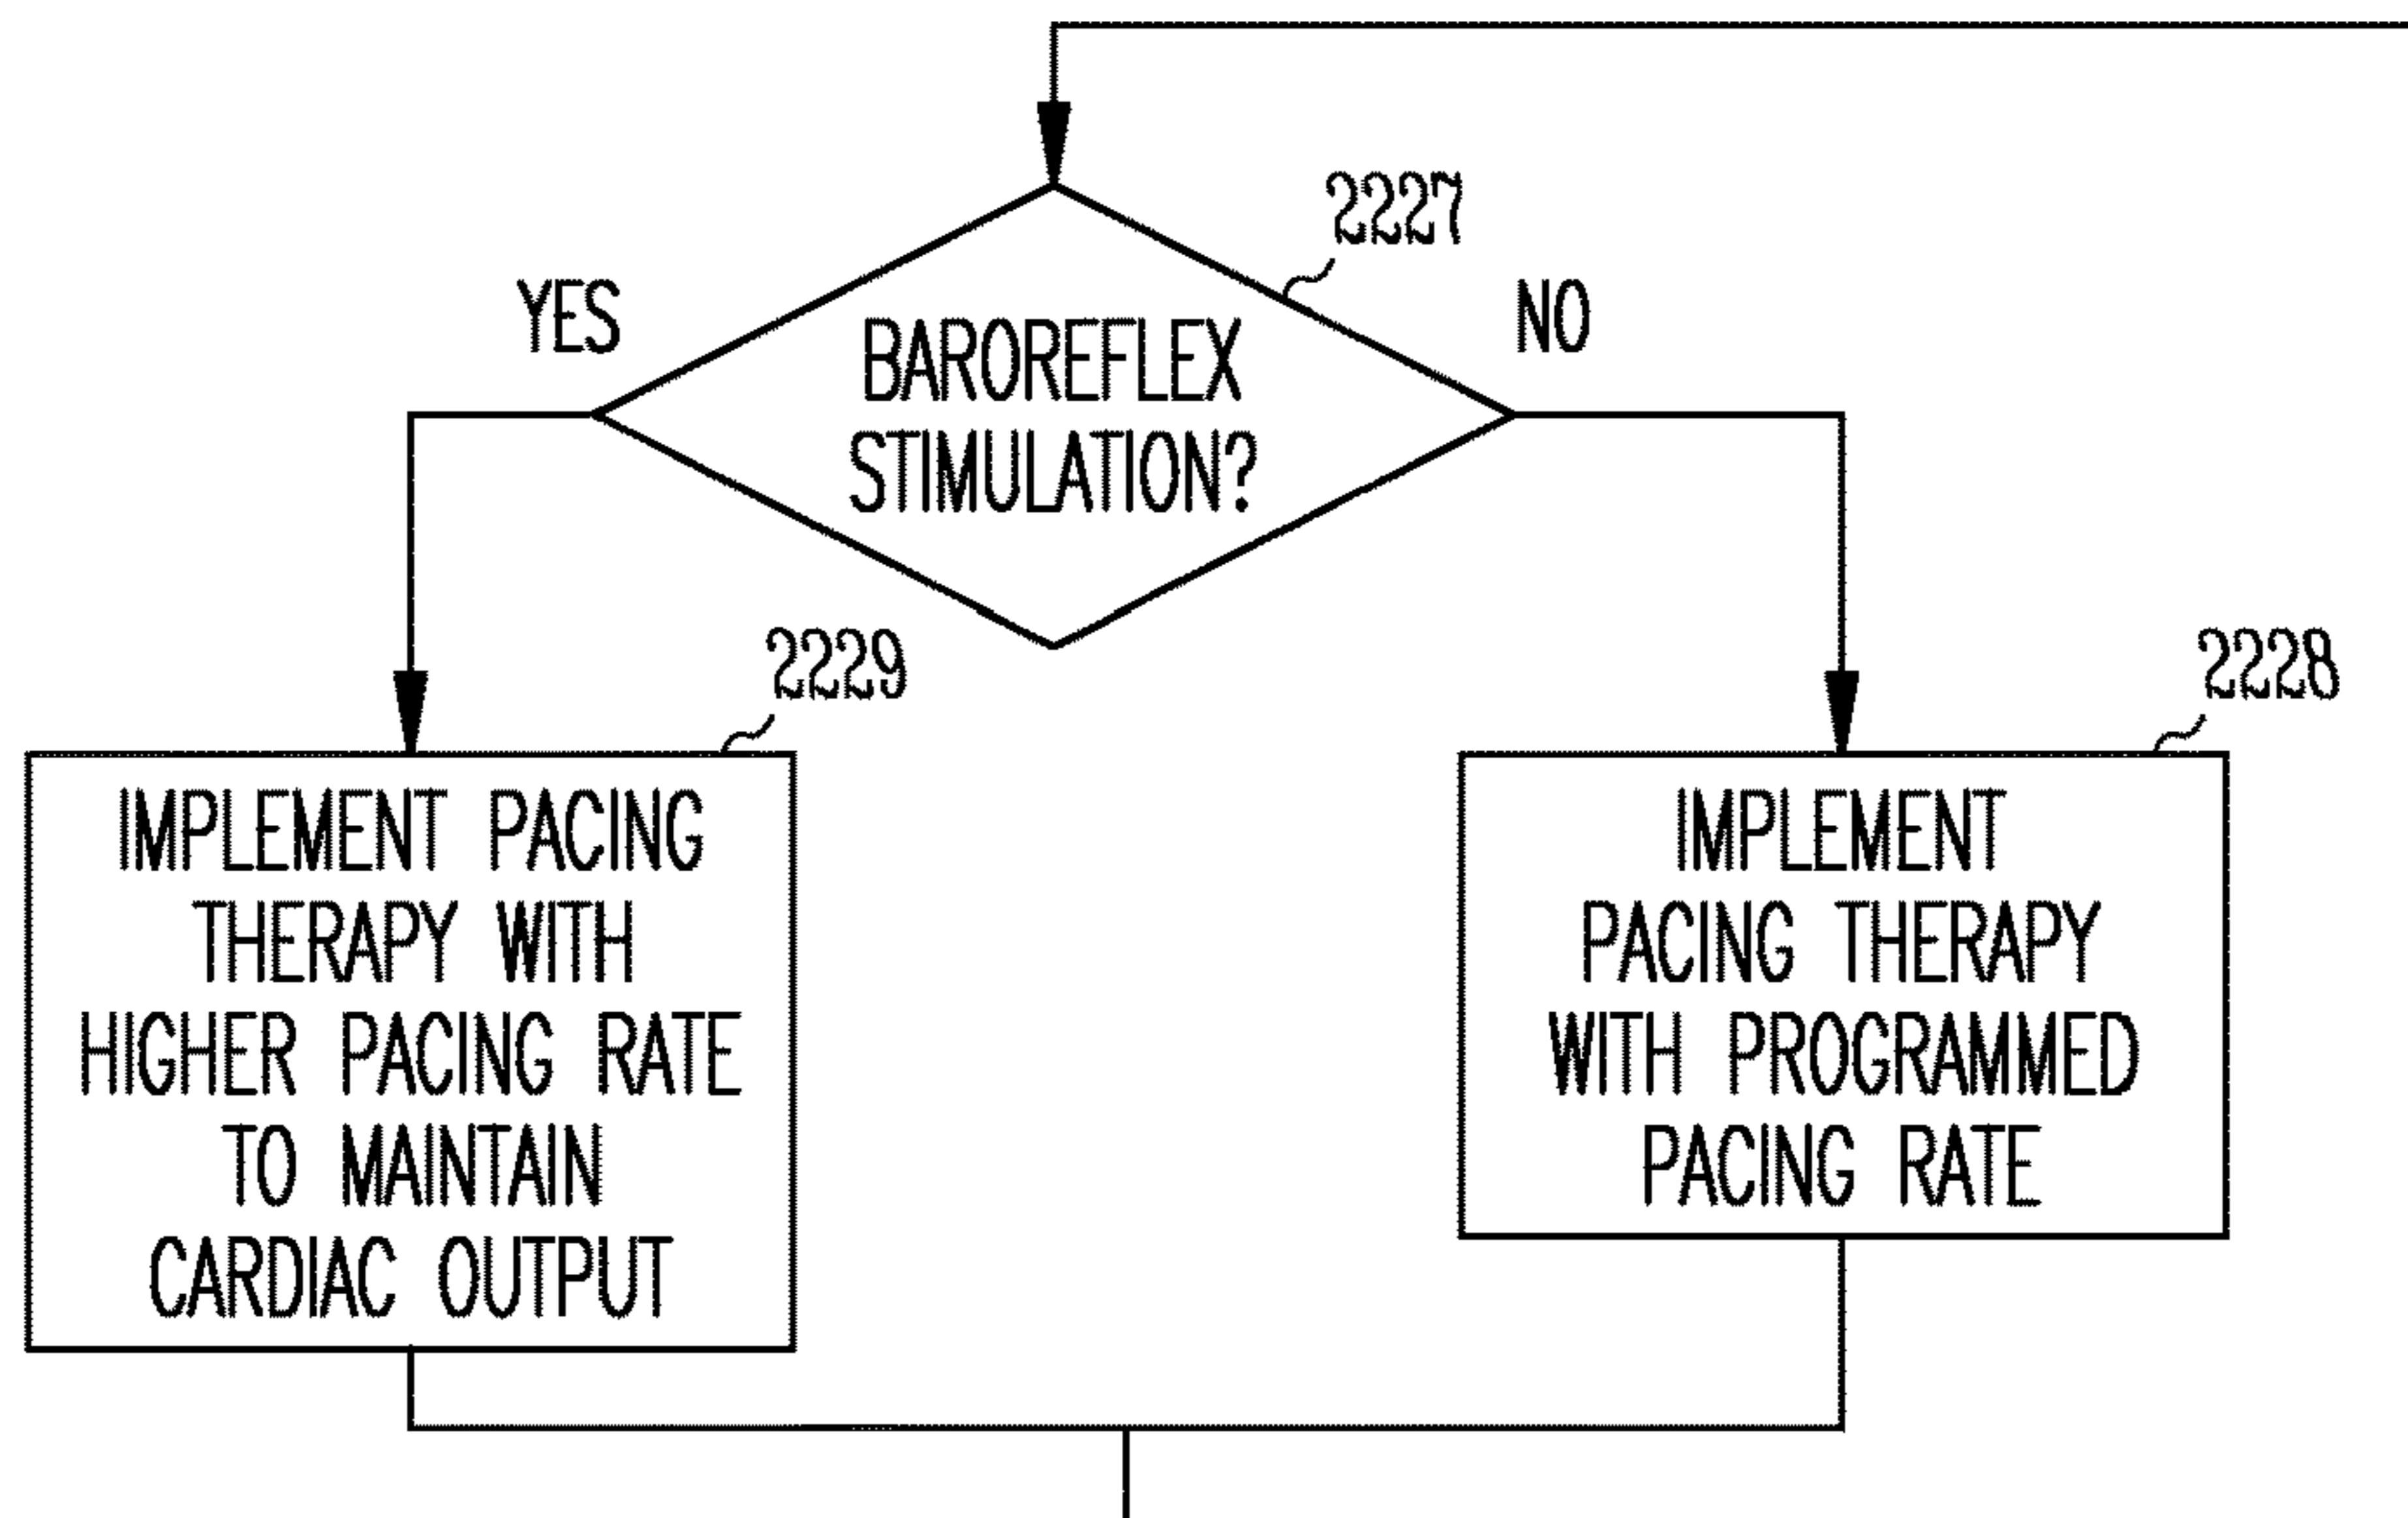 2227
YES
NO
BAROREFLEX
STIMULATION?
2229
2228
IMPLEMENT PACING
THERAPY WITH
HIGHER PACING RATE
TO MAINTAIN
CARDIAC OUTPUT
IMPLEMENT
PACING THERAPY
WITH PROGRAMMED
PACING RATE